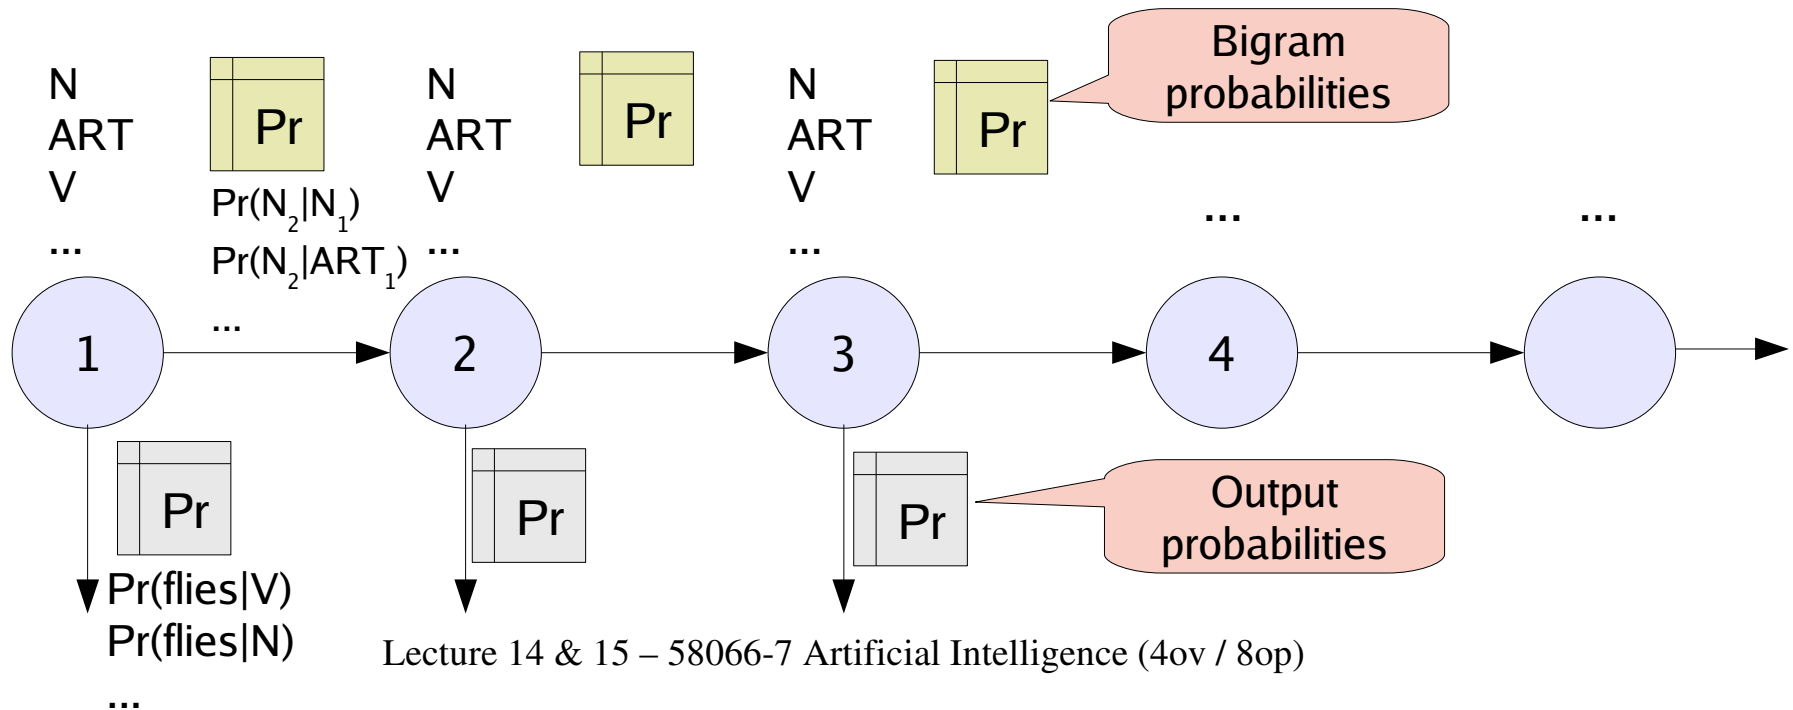 N
ART
V
...
Pr
Pr(N2|N1)
Pr(N2|ART1)
...
N
ART
V
...
Pr
N
ART
V
...
Pr
Bigram
probabilities
...
...
1
2
3
4
Pr
Pr(flies|V)
Pr(flies|N)
...
Pr
Pr
Output
probabilities
Lecture 14 & 15 – 58066-7 Artificial Intelligence (4ov / 8op)